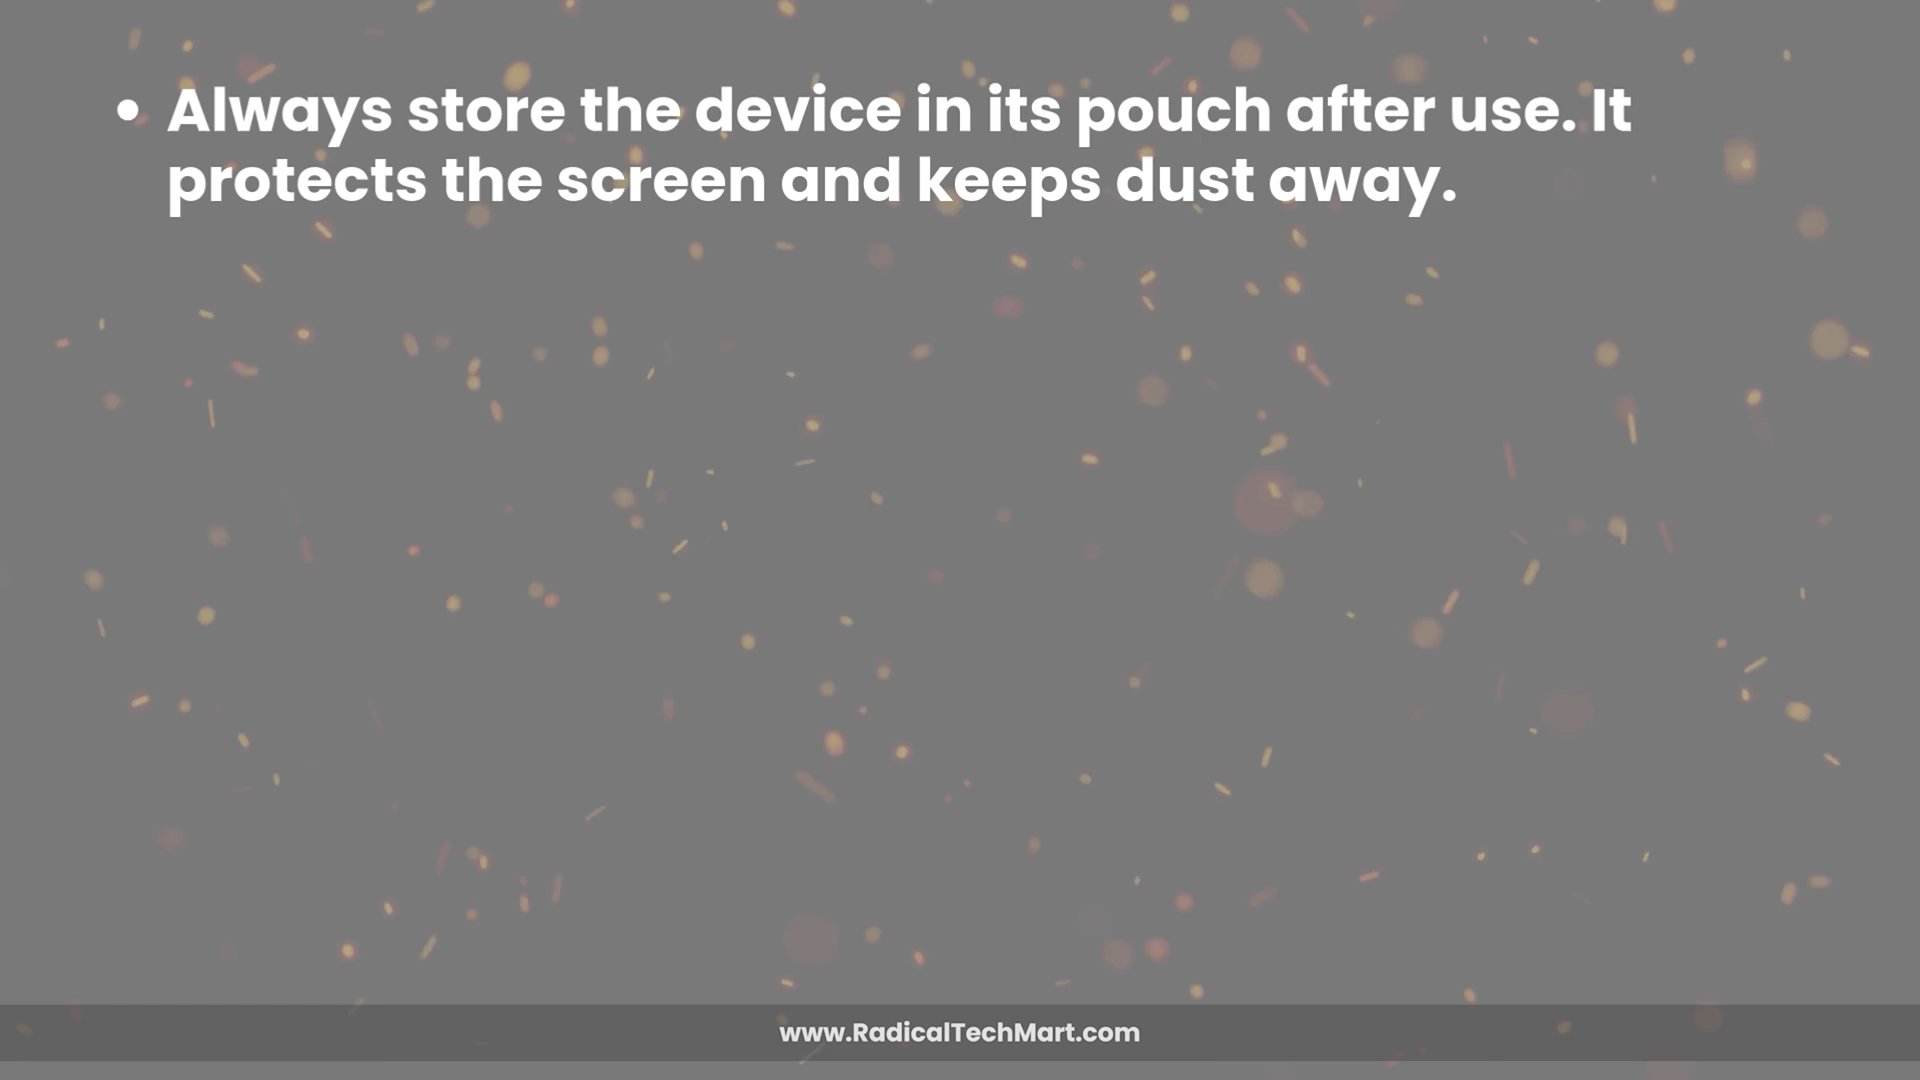 • Always store the device in its pouch after use. It
protects the screen and keeps dust away.
www.RadicalTechMart.com